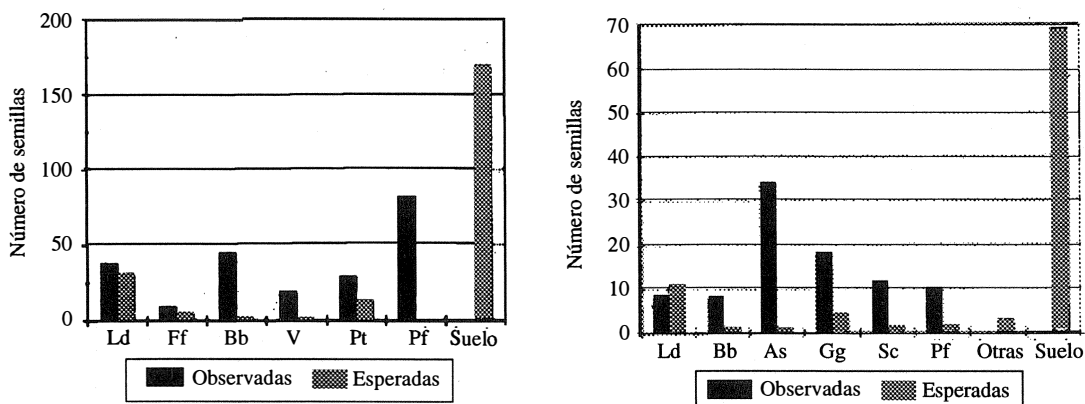 200
150
100
50
0
Número de semillas
Ld Ff Bb V Pt Pf Suelo
Observadas Esperadas
70
60
50
40
30
20
10
0
Número de semillas
Ld Bb As Gg Sc Pf Otras Suelo
Observadas Esperadas